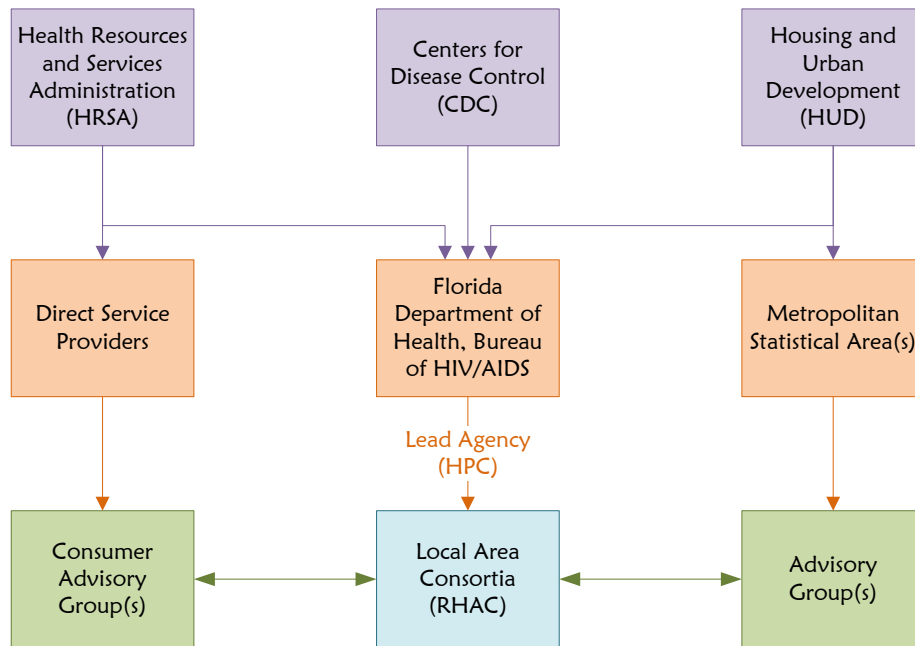 Health Resources
and Services
Administration
(HRSA)
Centers for
Disease Control
(CDC)
Housing and
Urban
Development
(HUD)
Direct Service
Providers
Florida
Department of
Health, Bureau
of HIV/AIDS
Metropolitan
Statistical Area(s)
Lead Agency
(HPC)
Consumer
Advisory
Group(s)
Local Area
Consortia
(RHAC)
Advisory
Group(s)